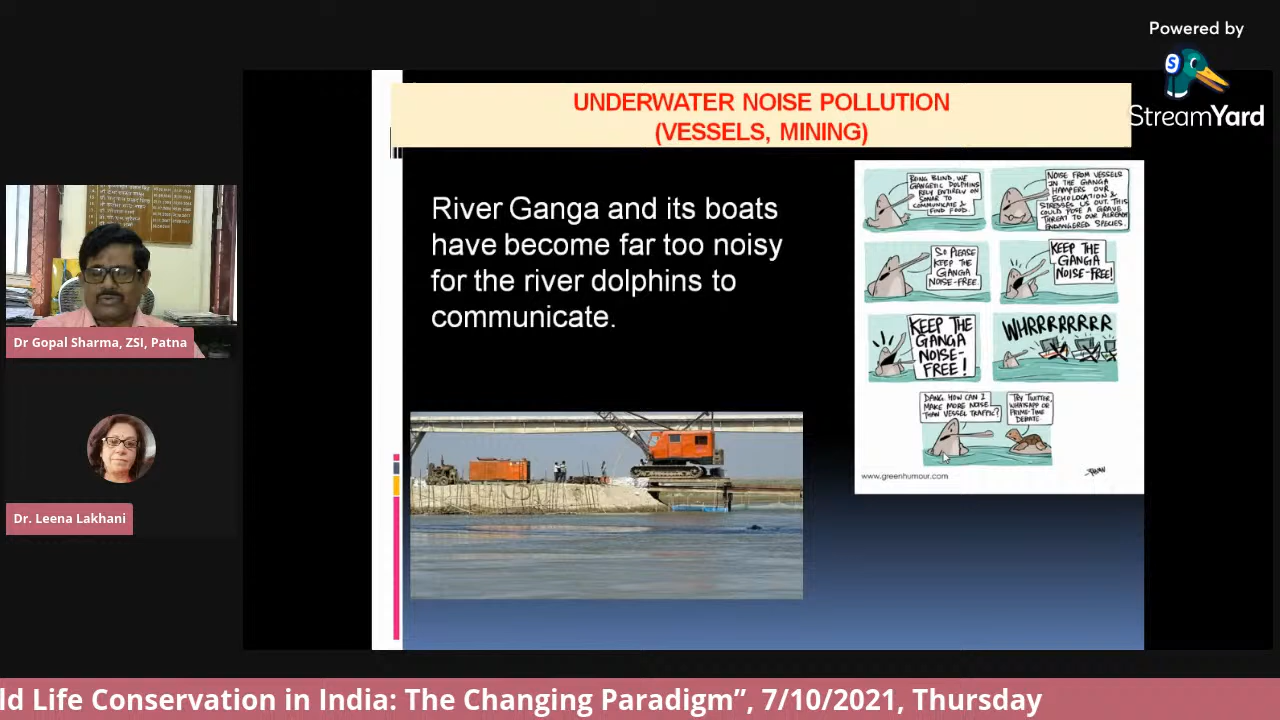 Powered by
StreamYard
UNDERWATER NOISE POLLUTION
(VESSELS, MINING)
River Ganga and its boats
have become far too noisy
for the river dolphins to
communicate.
BEING BLIND, WE
GANGETIC DOLPHINS
RELY ENTIRELY ON
SONAR TO
COMMUNICATE &
FIND FOOD.
NOISE FROM VESSELS
IN THE GANGA
HAMPERS OUR
ECHOLOCATION &
STRESSES US OUT. THIS
COULD POSE A GRAVE
THREAT TO OUR ALREADY
ENDANGERED SPECIES.
SO PLEASE
KEEP THE
GANGA
NOISE-FREE.
KEEP THE
GANGA
NOISE-FREE!
KEEP THE
GANGA
NOISE-
FREE!
WHRRRRRRR
DANG, HOW CAN I
MAKE MORE NOISE
THAN VESSEL TRAFFIC?
TRY TWITTER,
WHATSAPP OR
PRIME-TIME
DEBATE.
www.greenhumour.com
Dr Gopal Sharma, ZSI, Patna
Dr. Leena Lakhani
ld Life Conservation in India: The Changing Paradigm”, 7/10/2021, Thursday